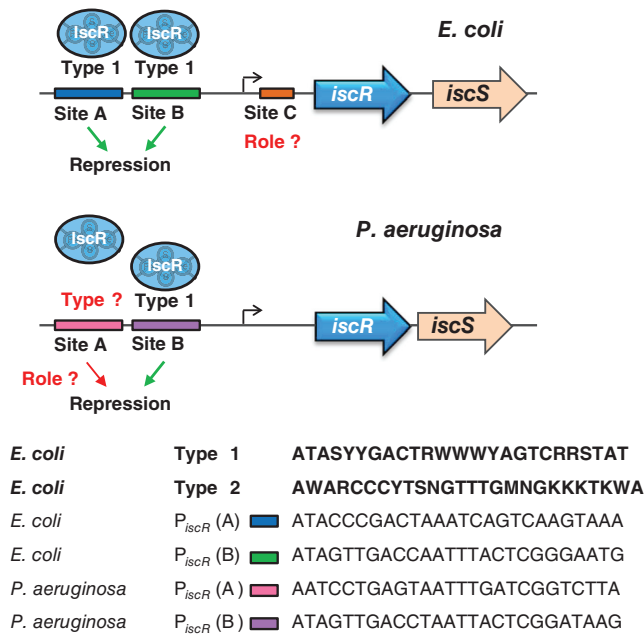 E. coli
IscR IscR
Type 1 Type 1
Site A Site B Site C iscR iscS
Role ?
Repression
P. aeruginosa
IscR
IscR
Type ? Type 1
Site A Site B iscR iscS
Role ?
Repression
E. coli Type 1 ATASYYGACTRWWWYAGTCRRSTAT
E. coli Type 2 AWARCCCYTSNGTTTGMNGKKKTKWA
E. coli PiscR (A) ATACCCGACTAAATCAGTCAAGTAAA
E. coli PiscR (B) ATAGTTGACCAATTTACTCGGGAATG
P. aeruginosa PiscR (A) AATCCTGAGTAATTTGATCGGTCTTA
P. aeruginosa PiscR (B) ATAGTTGACCTAATTACTCGGATAAG